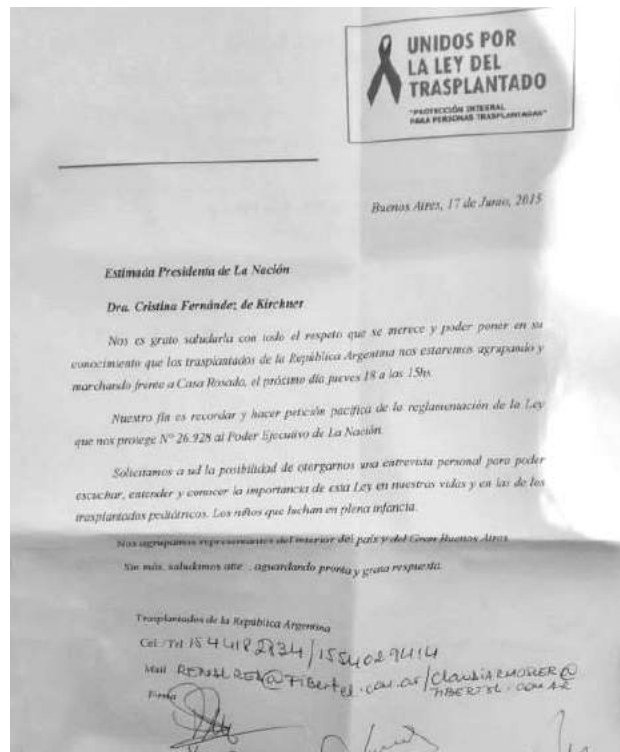 UNIDOS POR
LA LEY DEL
TRASPLANTADO
"PROTECCIÓN INTEGRAL
PARA PERSONAS TRASPLANTADAS"
Buenos Aires, 17 de Junio, 2015
Estimada Presidenta de La Nación
Dra. Cristina Fernández de Kirchner
Nos es grato saludarla con todo el respeto que se merece y poder poner en su
conocimiento que los trasplantados de la República Argentina nos estaremos agrupando y
marchando frente a Casa Rosada, el próximo día jueves 18 a las 15hs.
Nuestro fin es recordar y hacer petición pacífica de la reglamentación de la Ley
que nos protege N° 26.928 al Poder Ejecutivo de La Nación.
Solicitamos a ud la posibilidad de otorgarnos una entrevista personal para poder
escuchar, entender y conocer la importancia de esta Ley en nuestras vidas y en las de los
trasplantados pediátricos. Los niños que luchan en plena infancia.
Nos agrupamos representantes del interior del país y del Gran Buenos Aires
Sin más, saludamos atte., aguardando pronta y grata respuesta.
Trasplantados de la República Argentina
Cel /Tel /1554029414
Mail @Fibertel.com.ar/
FIBERTEL.COM.AR
Firma